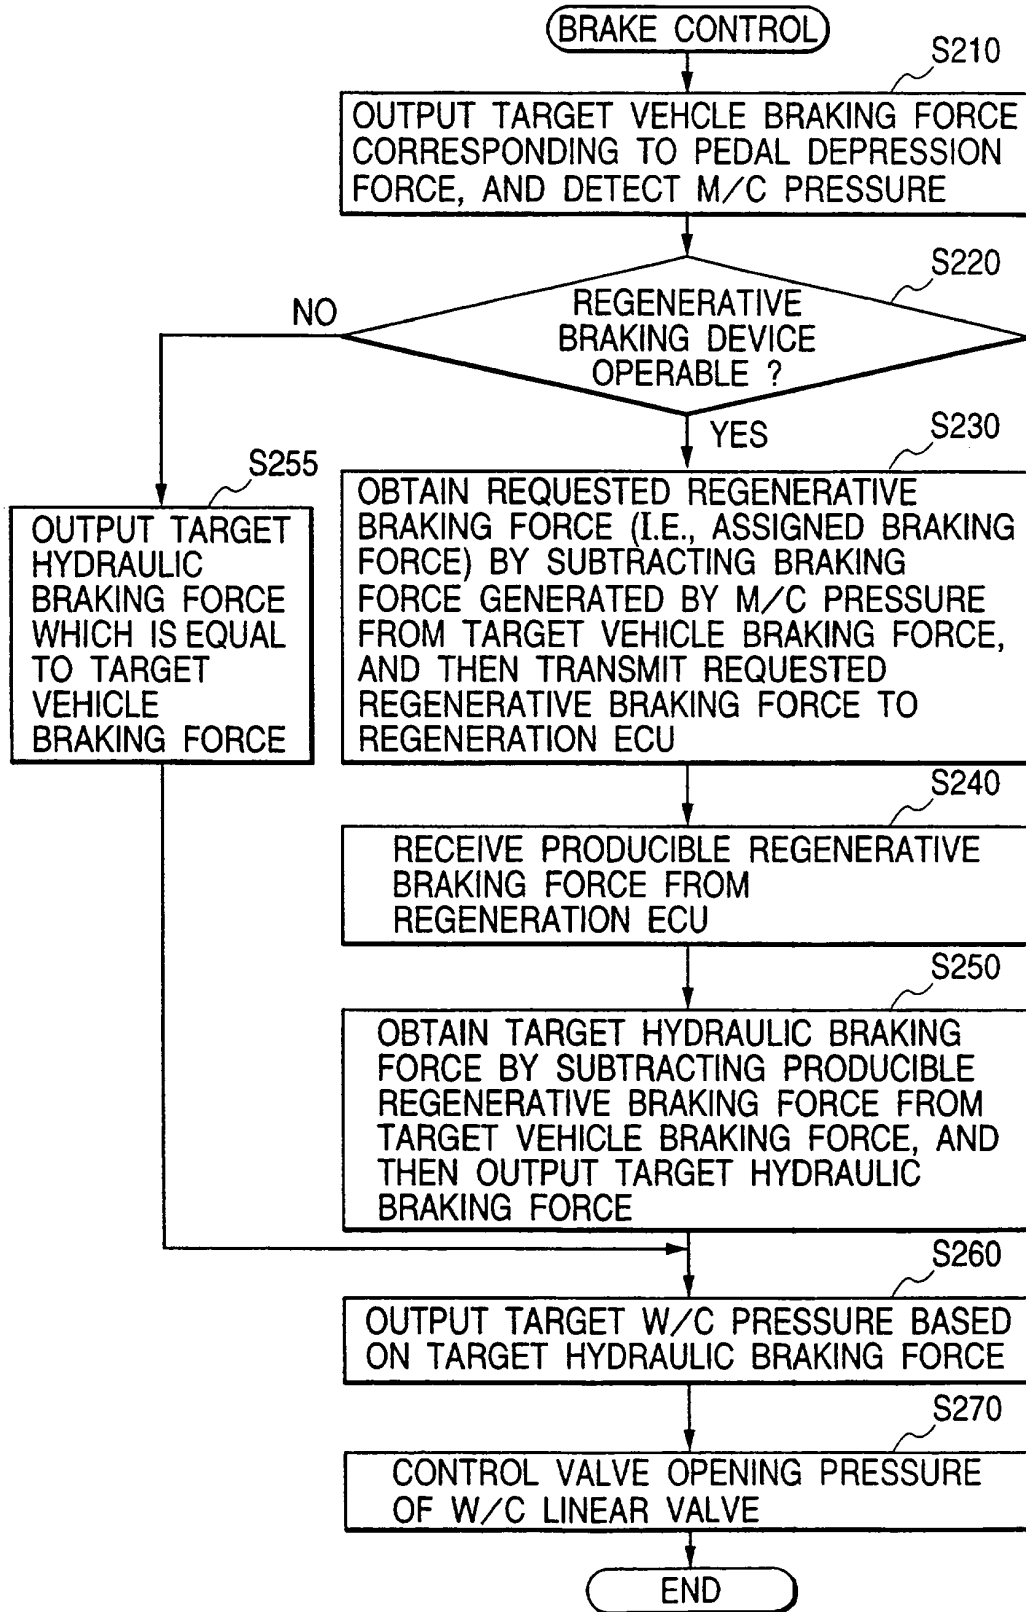 BRAKE CONTROL
S210
OUTPUT TARGET VEHCLE BRAKING FORCE
CORRESPONDING TO PEDAL DEPRESSION
FORCE, AND DETECT M/C PRESSURE
S220
REGENERATIVE
BRAKING DEVICE
OPERABLE ?
NO
YES
S230
OBTAIN REQUESTED REGENERATIVE
BRAKING FORCE (I.E., ASSIGNED BRAKING
FORCE) BY SUBTRACTING BRAKING
FORCE GENERATED BY M/C PRESSURE
FROM TARGET VEHICLE BRAKING FORCE,
AND THEN TRANSMIT REQUESTED
REGENERATIVE BRAKING FORCE TO
REGENERATION ECU
S255
OUTPUT TARGET
HYDRAULIC
BRAKING FORCE
WHICH IS EQUAL
TO TARGET
VEHICLE
BRAKING FORCE
S240
RECEIVE PRODUCIBLE REGENERATIVE
BRAKING FORCE FROM
REGENERATION ECU
S250
OBTAIN TARGET HYDRAULIC BRAKING
FORCE BY SUBTRACTING PRODUCIBLE
REGENERATIVE BRAKING FORCE FROM
TARGET VEHICLE BRAKING FORCE, AND
THEN OUTPUT TARGET HYDRAULIC
BRAKING FORCE
S260
OUTPUT TARGET W/C PRESSURE BASED
ON TARGET HYDRAULIC BRAKING FORCE
S270
CONTROL VALVE OPENING PRESSURE
OF W/C LINEAR VALVE
END